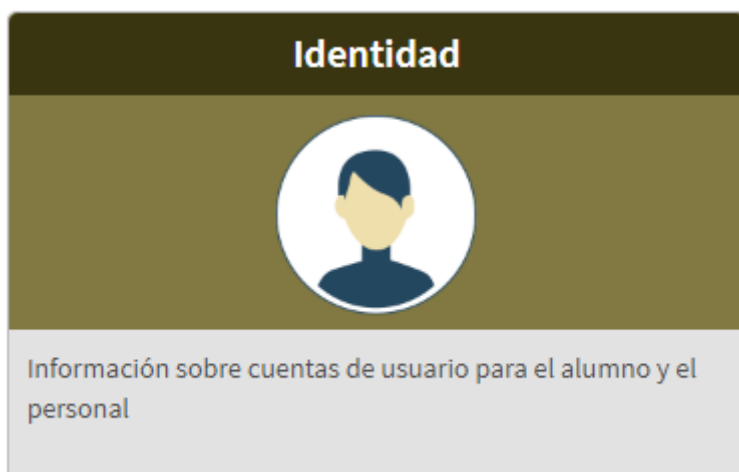 Identidad
Información sobre cuentas de usuario para el alumno y el
personal